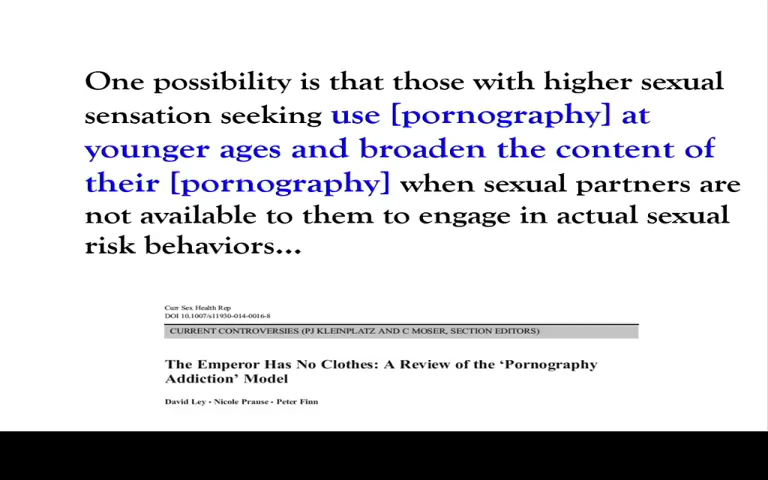 One possibility is that those with higher sexual
sensation seeking use [pornography] at
younger ages and broaden the content of
their [pornography] when sexual partners are
not available to them to engage in actual sexual
risk behaviors...
Curr Sex Health Rep
DOI 10.1007/s11930-014-0016-8
CURRENT CONTROVERSIES (PJ KLEINPLATZ AND C MOSER, SECTION EDITORS)
The Emperor Has No Clothes: A Review of the ‘Pornography
Addiction’ Model
David Ley • Nicole Prause • Peter Finn